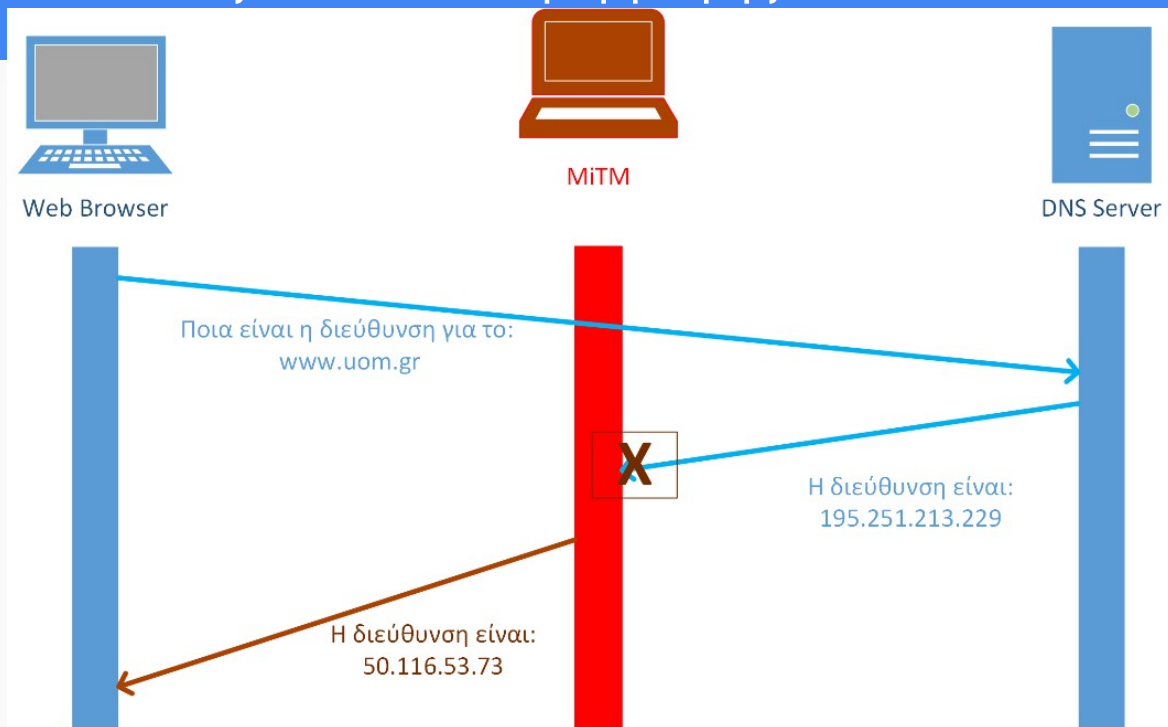 MiTM
Web Browser
DNS Server
Ποια είναι η διεύθυνση για το:
www.uom.gr
X
Η διεύθυνση είναι:
195.251.213.229
Η διεύθυνση είναι:
50.116.53.73